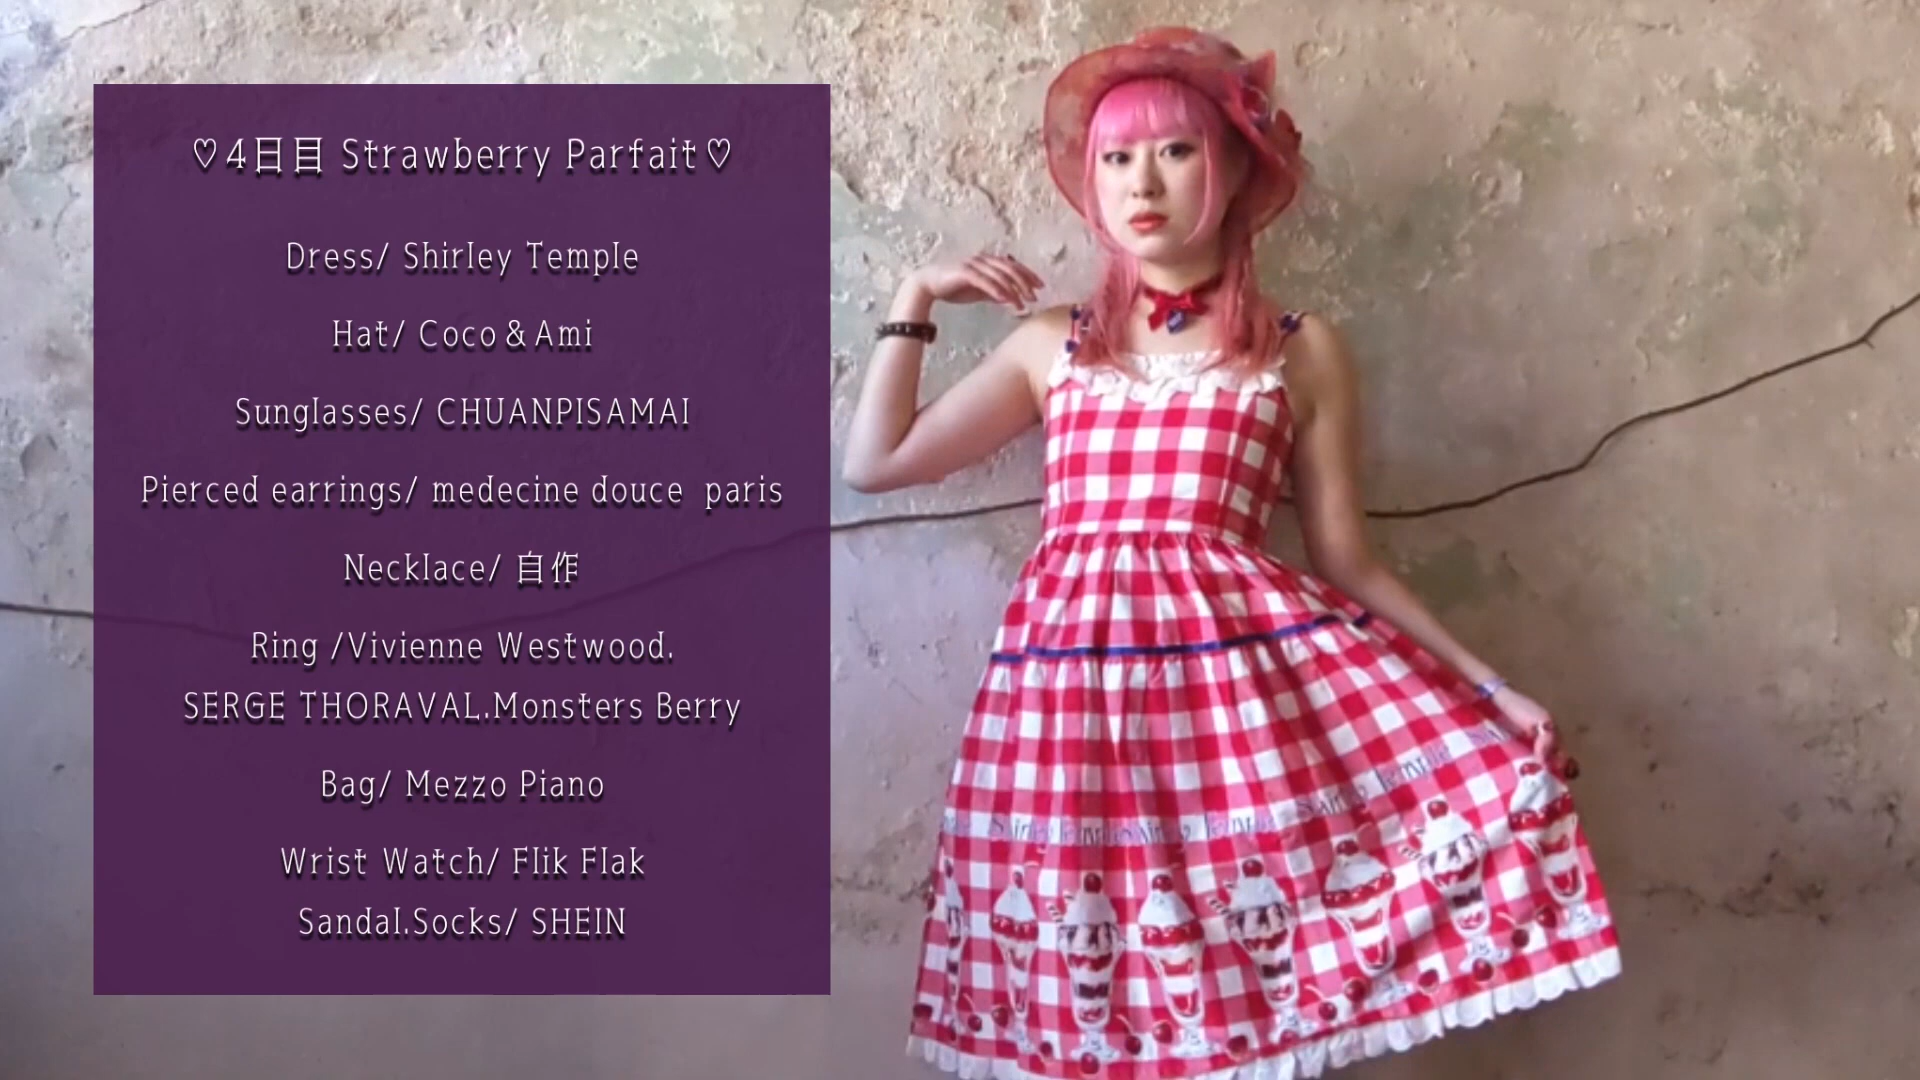 ♡4日目 Strawberry Parfait♡
Dress/ Shirley Temple
Hat/ Coco＆Ami
Sunglasses/ CHUANPISAMAI
Pierced earrings/ medecine douce paris
Necklace/ 自作
Ring /Vivienne Westwood.
SERGE THORAVAL.Monsters Berry
Bag/ Mezzo Piano
Wrist Watch/ Flik Flak
Sandal.Socks/ SHEIN